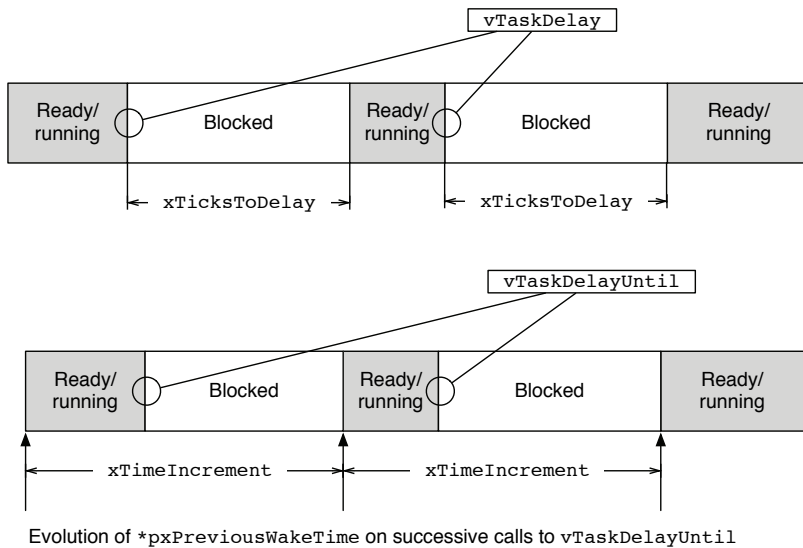 vTaskDelay
Ready/
running
Blocked
Ready/
running
Blocked
Ready/
running
xTicksToDelay
xTicksToDelay
vTaskDelayUntil
Ready/
running
Blocked
Ready/
running
Blocked
Ready/
running
xTimeIncrement
xTimeIncrement
Evolution of *pxPreviousWakeTime on successive calls to vTaskDelayUntil